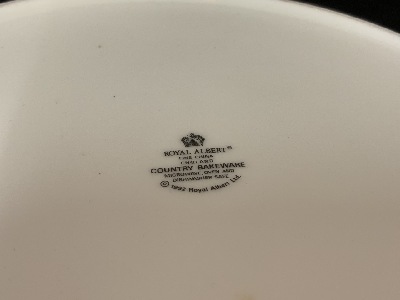 ROYAL ALBERT®
FINE CHINA
ENGLAND
COUNTRY BAKEWARE
MICROWAVE, OVEN AND
DISHWASHER SAFE
© 1992 Royal Albert Ltd.